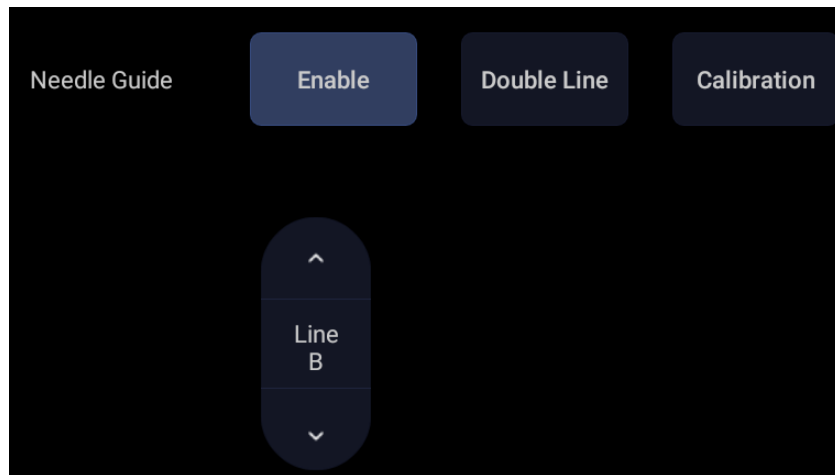 Needle Guide
Enable
Double Line
Calibration
Line
B